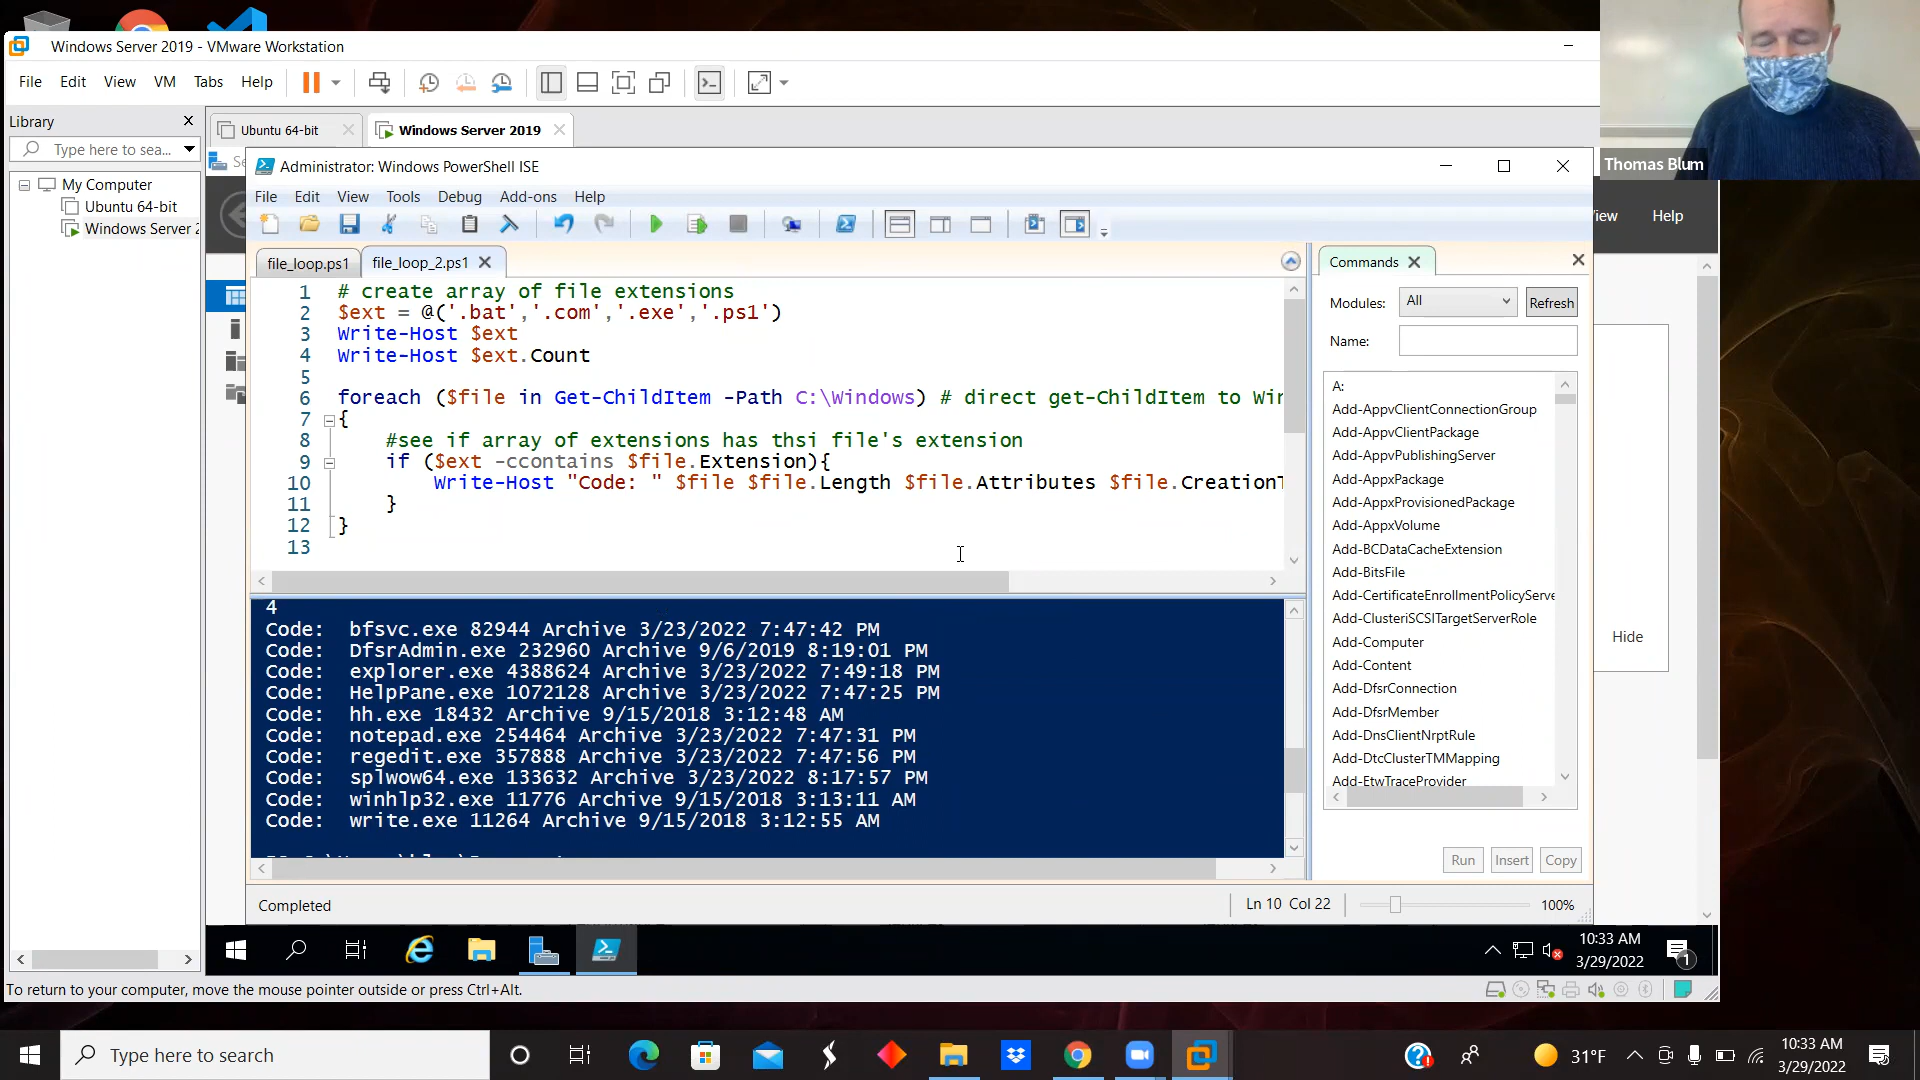 Windows Server 2019 - VMware Workstation
File Edit View VM Tabs Help
Library
Type here to sea...
My Computer
Ubuntu 64-bit
Windows Server 2
Ubuntu 64-bit
Windows Server 2019
Thomas Blum
Se
View Help
Administrator: Windows PowerShell ISE
File Edit View Tools Debug Add-ons Help
file_loop.ps1
file_loop_2.ps1
1 # create array of file extensions
2 $ext = @('.bat','.com','.exe','.ps1')
3 Write-Host $ext
4 Write-Host $ext.Count
5
6 foreach ($file in Get-ChildItem -Path C:\Windows) # direct get-ChildItem to Wir
7 {
8 #see if array of extensions has thsi file's extension
9 if ($ext -ccontains $file.Extension){
10 Write-Host "Code: " $file $file.Length $file.Attributes $file.CreationT
11 }
12 }
13
4
Code: bfsvc.exe 82944 Archive 3/23/2022 7:47:42 PM
Code: DfsrAdmin.exe 232960 Archive 9/6/2019 8:19:01 PM
Code: explorer.exe 4388624 Archive 3/23/2022 7:49:18 PM
Code: HelpPane.exe 1072128 Archive 3/23/2022 7:47:25 PM
Code: hh.exe 18432 Archive 9/15/2018 3:12:48 AM
Code: notepad.exe 254464 Archive 3/23/2022 7:47:31 PM
Code: regedit.exe 357888 Archive 3/23/2022 7:47:56 PM
Code: splwow64.exe 133632 Archive 3/23/2022 8:17:57 PM
Code: winhlp32.exe 11776 Archive 9/15/2018 3:13:11 AM
Code: write.exe 11264 Archive 9/15/2018 3:12:55 AM
Completed
Ln 10 Col 22
100%
Commands
Modules: All Refresh
Name:
A:
Add-AppvClientConnectionGroup
Add-AppvClientPackage
Add-AppvPublishingServer
Add-AppxPackage
Add-AppxProvisionedPackage
Add-AppxVolume
Add-BCDataCacheExtension
Add-BitsFile
Add-CertificateEnrollmentPolicyServe
Add-ClusteriSCSITargetServerRole
Add-Computer
Add-Content
Add-DfsrConnection
Add-DfsrMember
Add-DnsClientNrptRule
Add-DtcClusterTMMapping
Add-EtwTraceProvider
Run Insert Copy
Hide
10:33 AM
3/29/2022
1
To return to your computer, move the mouse pointer outside or press Ctrl+Alt.
Type here to search
31°F
10:33 AM
3/29/2022